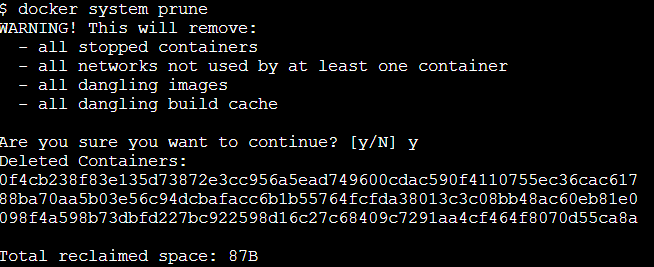 $ docker system prune
WARNING! This will remove:
  - all stopped containers
  - all networks not used by at least one container
  - all dangling images
  - all dangling build cache

Are you sure you want to continue? [y/N] y
Deleted Containers:
0f4cb238f83e135d73872e3cc956a5ead749600cdac590f4110755ec36cac617
88ba70aa5b03e56c94dcbafacc6b1b55764fcfda38013c3c08bb48ac60eb81e0
098f4a598b73dbfd227bc922598d16c27c68409c7291aa4cf464f8070d55ca8a

Total reclaimed space: 87B